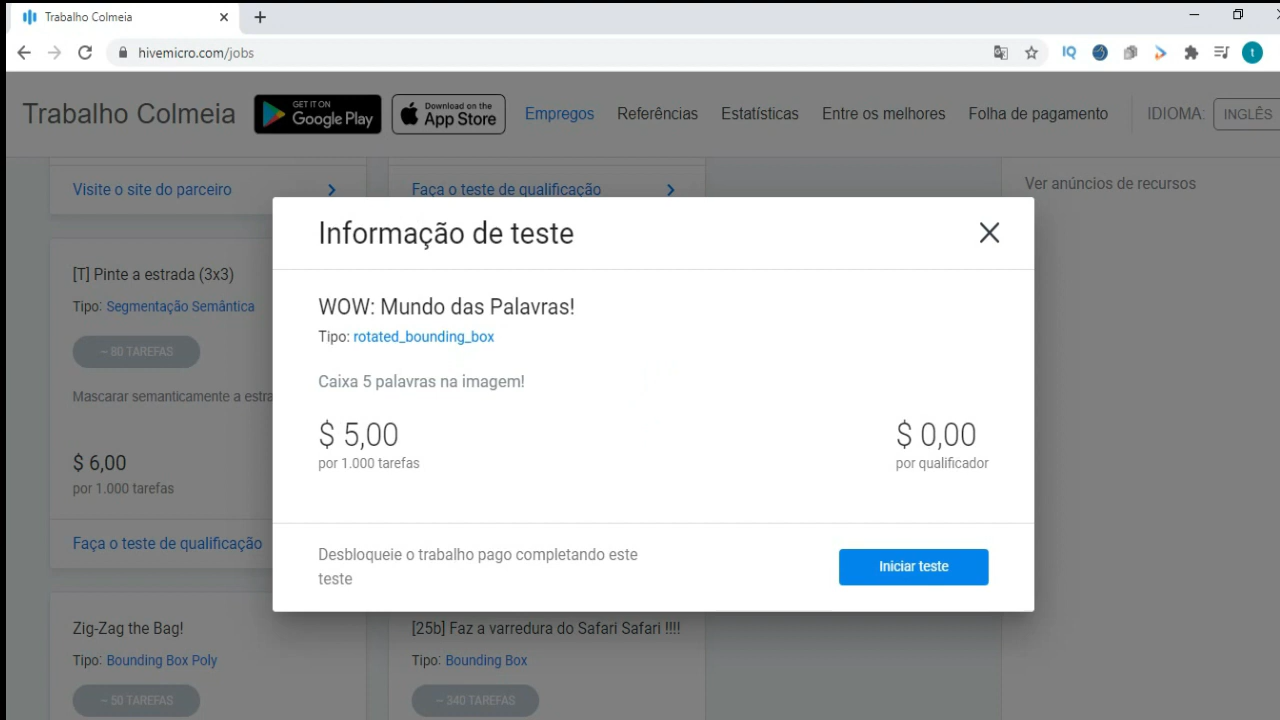 Trabalho Colmeia
hivemicro.com/jobs
IQ
t
Trabalho Colmeia
GET IT ON
Google Play
Download on the
App Store
Empregos
Referências
Estatísticas
Entre os melhores
Folha de pagamento
IDIOMA:
INGLÊS
Visite o site do parceiro
Faça o teste de qualificação
Ver anúncios de recursos
Informação de teste
WOW: Mundo das Palavras!
Tipo: rotated_bounding_box
Caixa 5 palavras na imagem!
$ 5,00
por 1.000 tarefas
$ 0,00
por qualificador
Desbloqueie o trabalho pago completando este
teste
Iniciar teste
[T] Pinte a estrada (3x3)
Tipo: Segmentação Semântica
~ 80 TAREFAS
Mascarar semanticamente a estra
$ 6,00
por 1.000 tarefas
Faça o teste de qualificação
Zig-Zag the Bag!
Tipo: Bounding Box Poly
~ 50 TAREFAS
[25b] Faz a varredura do Safari Safari !!!!
Tipo: Bounding Box
~ 340 TAREFAS